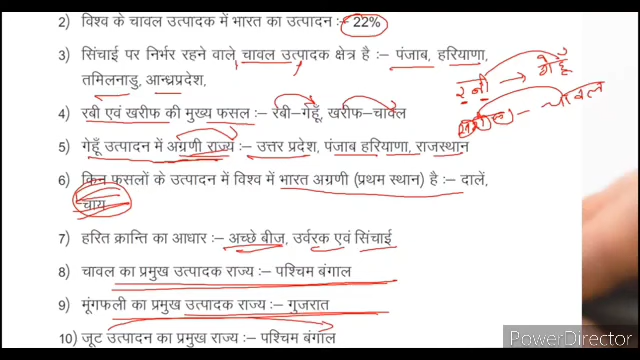 2) विश्व के चावल उत्पादक में भारत का उत्पादन :- 22%
3) सिंचाई पर निर्भर रहने वाले चावल उत्पादक क्षेत्र है :- पंजाब, हरियाणा,
तमिलनाडु, आन्ध्रप्रदेश,
रबी → गेहूँ
4) रबी एवं खरीफ की मुख्य फसल :- रबी-गेहूँ, खरीफ-चावल
खरीफ - चावल
5) गेहूँ उत्पादन में अग्रणी राज्य :- उत्तर प्रदेश, पंजाब हरियाणा, राजस्थान
6) किन फसलों के उत्पादन में विश्व में भारत अग्रणी (प्रथम स्थान) है :- दालें,
चाय
7) हरित क्रान्ति का आधार :- अच्छे बीज, उर्वरक एवं सिंचाई
8) चावल का प्रमुख उत्पादक राज्य :- पश्चिम बंगाल
9) मूंगफली का प्रमुख उत्पादक राज्य :- गुजरात
10) जूट उत्पादन का प्रमुख राज्य :- पश्चिम बंगाल
PowerDirector